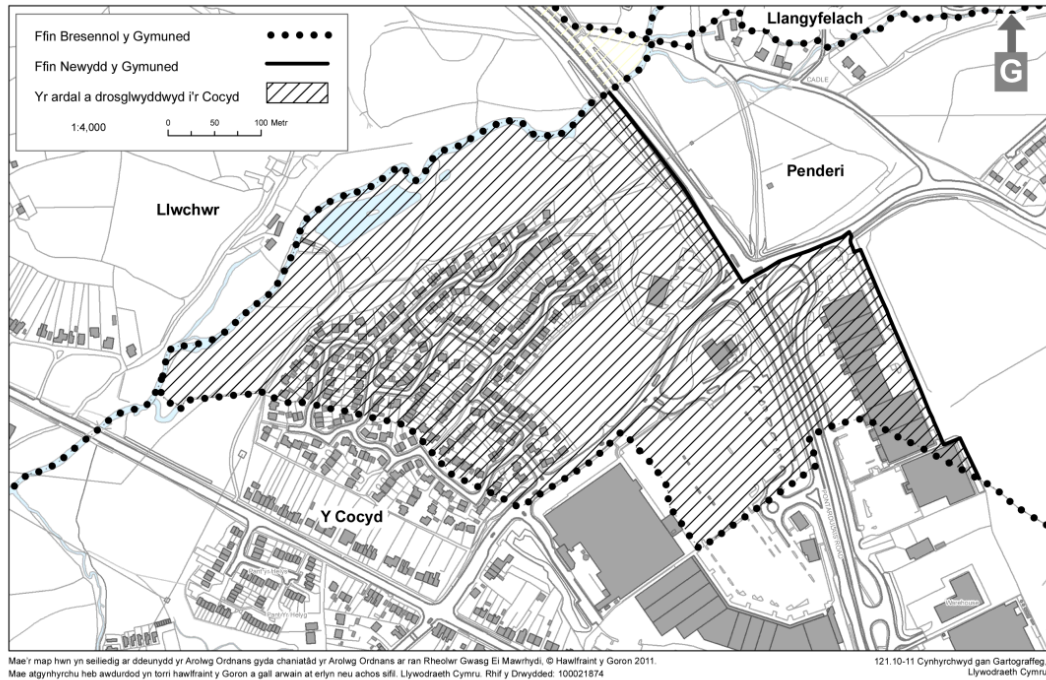 Ffin Bresennol y Gymuned
Ffin Newydd y Gymuned
Yr ardal a drosglwyddwyd i'r Cocyd
1:4,000
0 50 100 Metr
Llangyfelach
G
CADLE
Penderi
Llwchwr
Y Cocyd
Warehouse
Mae'r map hwn yn seiliedig ar ddeunydd yr Arolwg Ordnans gyda chaniatâd yr Arolwg Ordnans ar ran Rheolwr Gwasg Ei Mawrhydi, © Hawlfraint y Goron 2011.
Mae atgynhyrchu heb awdurdod yn torri hawlfraint y Goron a gall arwain at erlyn neu achos sifil. Llywodraeth Cymru. Rhif y Drwydded: 100021874
121.10-11 Cynhyrchwyd gan Gartograffeg,
Llywodraeth Cymru